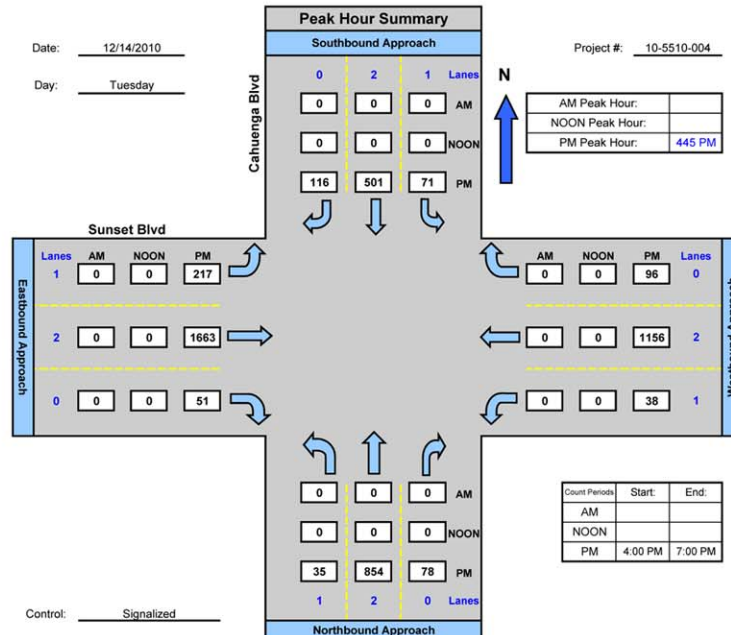 Peak Hour Summary
Date: 12/14/2010
Southbound Approach
Project #: 10-5510-004
Day: Tuesday
Cahuenga Blvd
0 2 1 Lanes
N
0 0 0 AM
AM Peak Hour:
NOON Peak Hour:
PM Peak Hour: 445 PM
0 0 0 NOON
116 501 71 PM
Sunset Blvd
Eastbound Approach
Lanes AM NOON PM
1 0 0 217
2 0 0 1663
0 0 0 51
AM NOON PM Lanes
0 0 96 0
0 0 1156 2
0 0 38 1
0 0 0 AM
0 0 0 NOON
35 854 78 PM
1 2 0 Lanes
Count Periods Start: End:
AM
NOON
PM 4:00 PM 7:00 PM
Control: Signalized
Northbound Approach